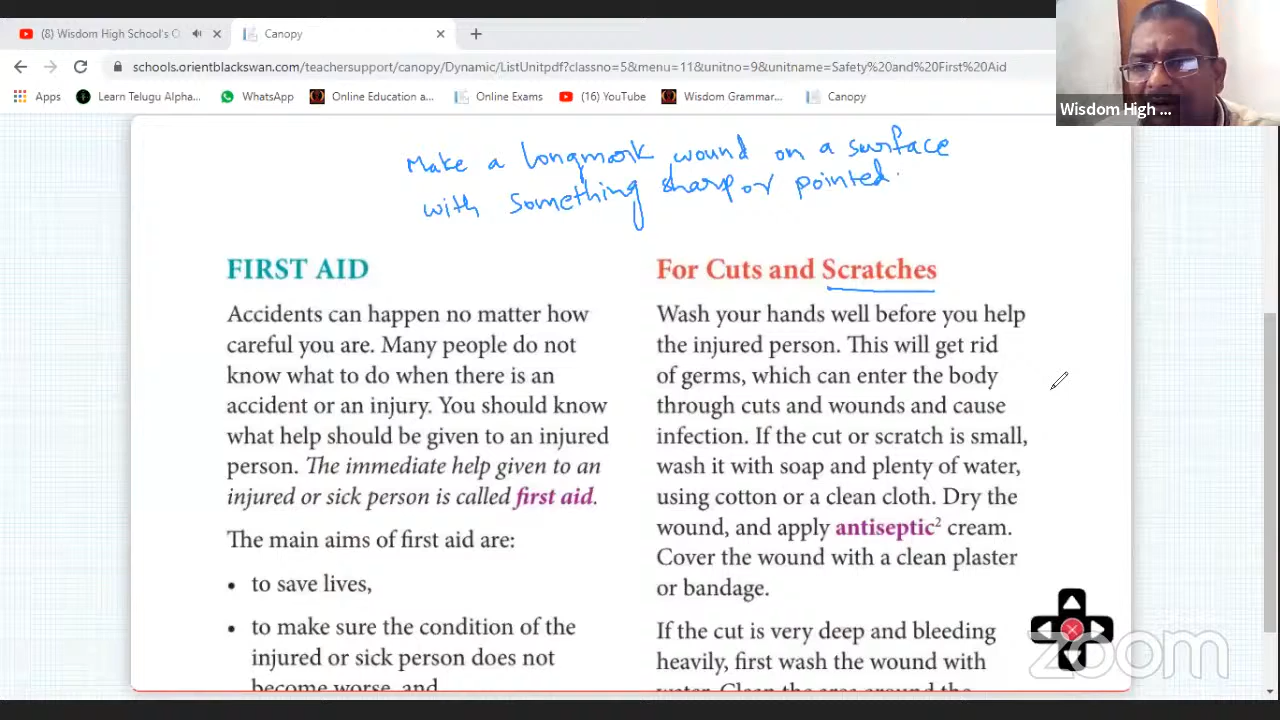 (8) Wisdom High School's O
Canopy
schools.orientblackswan.com/teachersupport/canopy/Dynamic/ListUnitpdf?classno=5&menu=11&unitno=9&unitname=Safety%20and%20First%20Aid
Apps
Learn Telugu Alpha...
WhatsApp
Online Education a...
Online Exams
(16) YouTube
Wisdom Grammar...
Canopy
Wisdom High ...
Make a longmark wound on a surface
with something sharp or pointed.
FIRST AID
Accidents can happen no matter how
careful you are. Many people do not
know what to do when there is an
accident or an injury. You should know
what help should be given to an injured
person. The immediate help given to an
injured or sick person is called first aid.
The main aims of first aid are:
• to save lives,
• to make sure the condition of the
injured or sick person does not
become worse, and
For Cuts and Scratches
Wash your hands well before you help
the injured person. This will get rid
of germs, which can enter the body
through cuts and wounds and cause
infection. If the cut or scratch is small,
wash it with soap and plenty of water,
using cotton or a clean cloth. Dry the
wound, and apply antiseptic² cream.
Cover the wound with a clean plaster
or bandage.
If the cut is very deep and bleeding
heavily, first wash the wound with
water. Clean the area around the
zoom